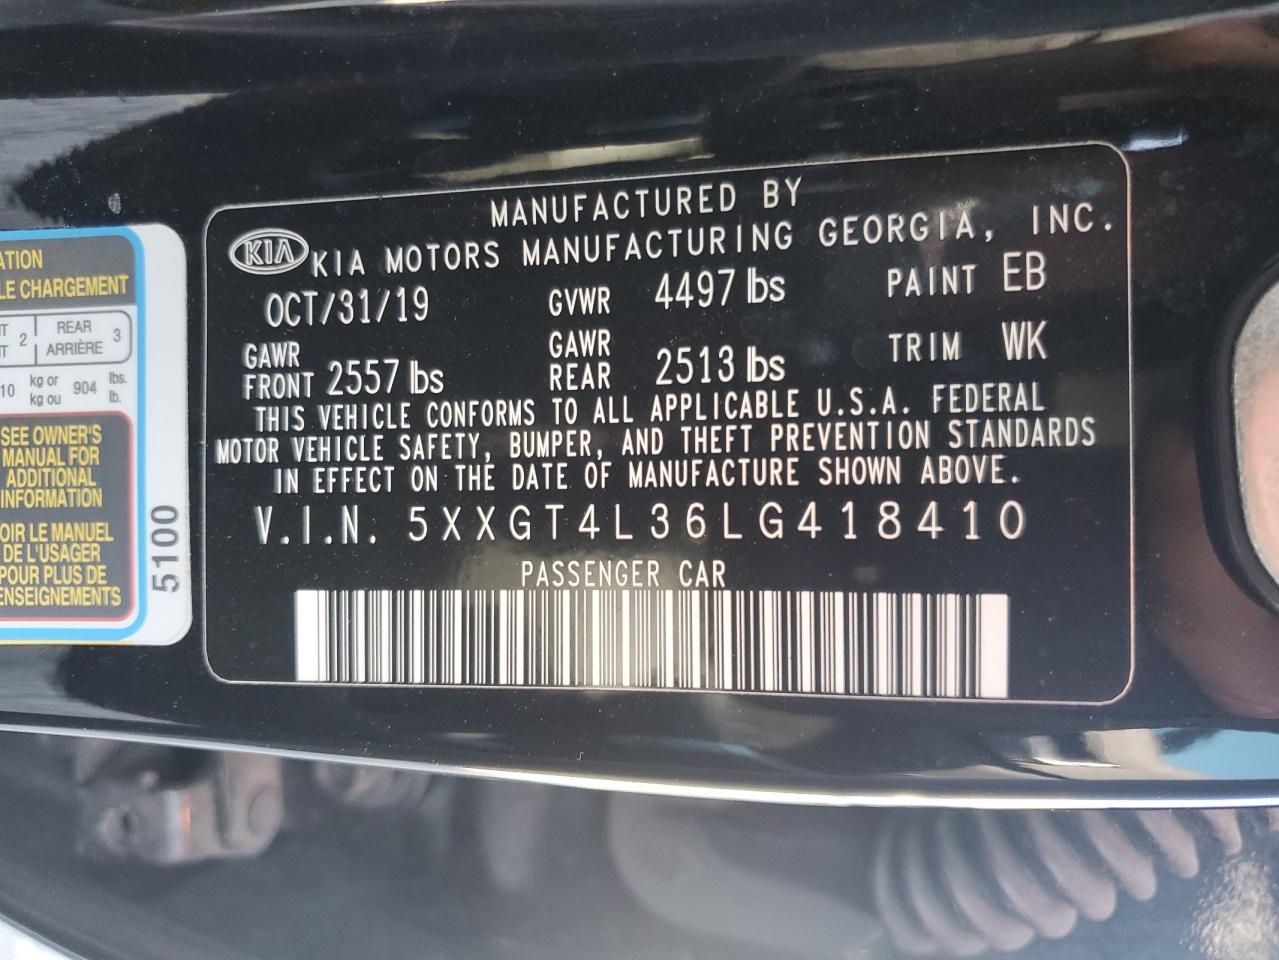 MANUFACTURED BY
KIA KIA MOTORS MANUFACTURING GEORGIA, INC.
OCT/31/19 GVWR 4497 lbs PAINT EB
GAWR FRONT 2557 lbs GAWR REAR 2513 lbs TRIM WK
THIS VEHICLE CONFORMS TO ALL APPLICABLE U.S.A. FEDERAL
MOTOR VEHICLE SAFETY, BUMPER, AND THEFT PREVENTION STANDARDS
IN EFFECT ON THE DATE OF MANUFACTURE SHOWN ABOVE.
V.I.N. 5XXGT4L36LG418410
PASSENGER CAR
CHARGEMENT
2 REAR ARRIÈRE 3
kg or kg ou 904 lbs. lb.
SEE OWNER'S
MANUAL FOR
ADDITIONAL
INFORMATION
LE MANUEL
DE L'USAGER
POUR PLUS DE
5100